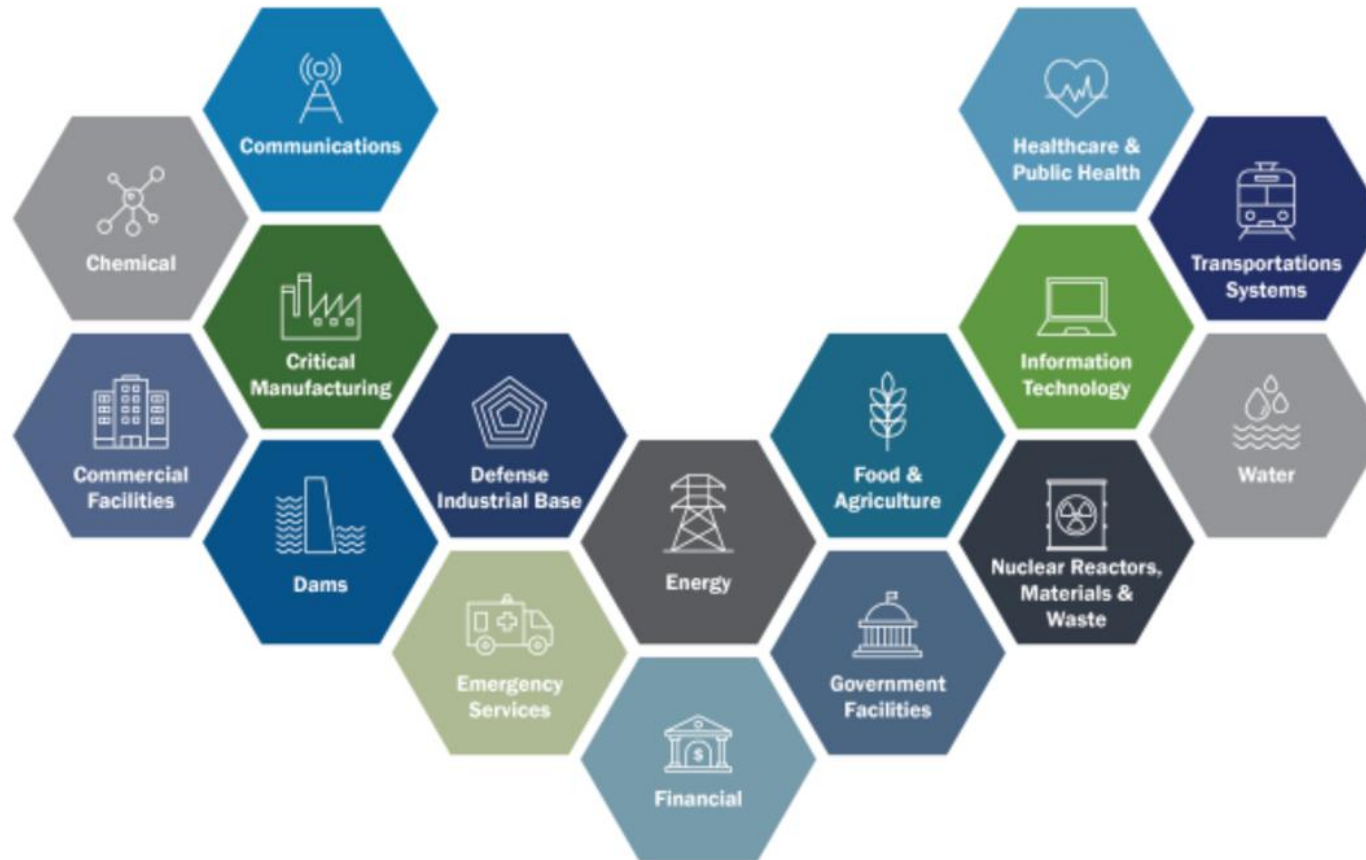 Communications
Healthcare &
Public Health
Chemical
Transportations
Systems
Critical
Manufacturing
Information
Technology
Commercial
Facilities
Defense
Industrial Base
Food &
Agriculture
Water
Dams
Energy
Nuclear Reactors,
Materials &
Waste
Emergency
Services
Government
Facilities
$
Financial